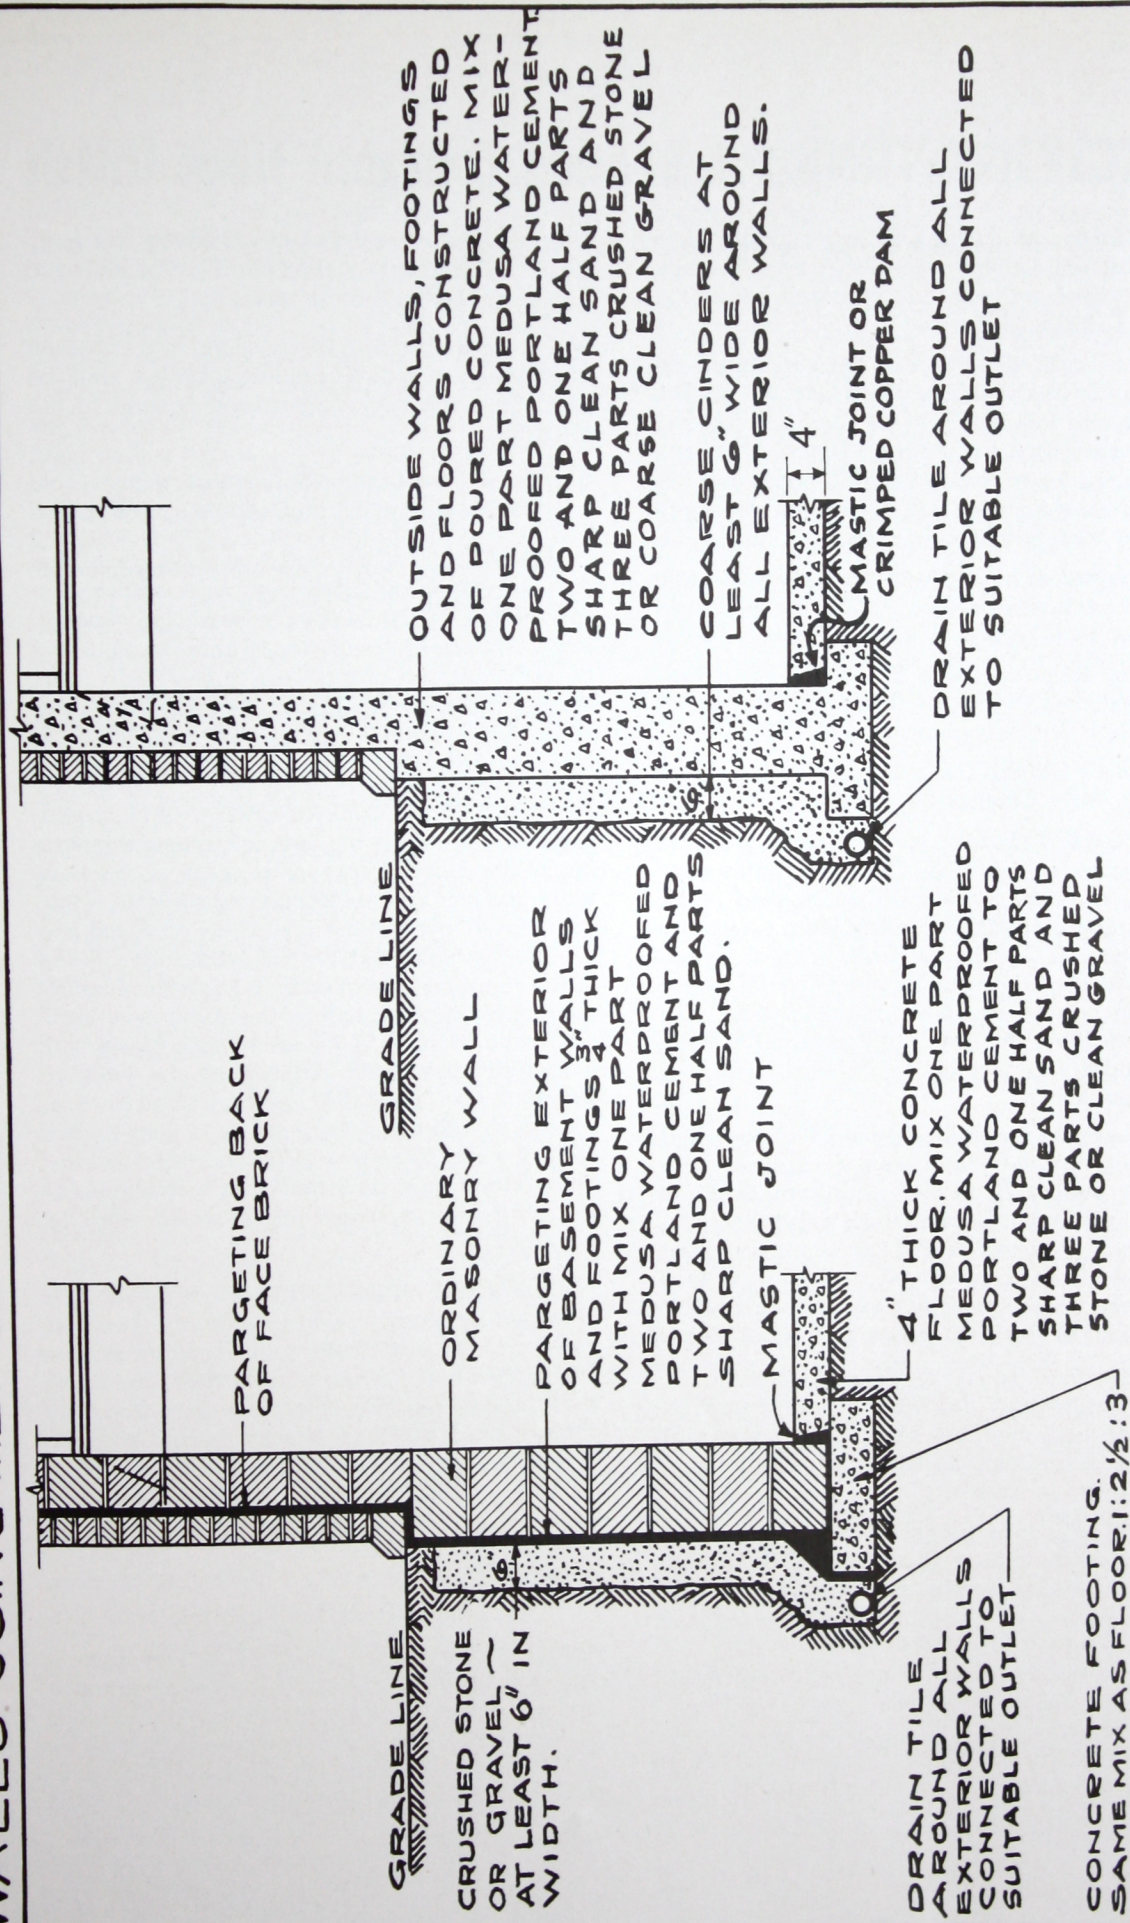 PARGETING BACK
OF FACE BRICK
GRADE LINE
ORDINARY
MASONRY WALL
CRUSHED STONE
OR GRAVEL ~
AT LEAST 6" IN
WIDTH.
6"
PARGETING EXTERIOR
OF BASEMENT WALLS
AND FOOTINGS 3/4" THICK
WITH MIX ONE PART
MEDUSA WATERPROOFED
PORTLAND CEMENT AND
TWO AND ONE HALF PARTS
SHARP CLEAN SAND.
MASTIC JOINT
4" THICK CONCRETE
FLOOR. MIX ONE PART
MEDUSA WATERPROOFED
PORTLAND CEMENT TO
TWO AND ONE HALF PARTS
SHARP CLEAN SAND AND
THREE PARTS CRUSHED
STONE OR CLEAN GRAVEL
DRAIN TILE
AROUND ALL
EXTERIOR WALLS
CONNECTED TO
SUITABLE OUTLET
CONCRETE FOOTING.
SAME MIX AS FLOOR.1:2½:3
GRADE LINE
OUTSIDE WALLS, FOOTINGS
AND FLOORS CONSTRUCTED
OF POURED CONCRETE. MIX
ONE PART MEDUSA WATER-
PROOFED PORTLAND CEMENT
TWO AND ONE HALF PARTS
SHARP CLEAN SAND AND
THREE PARTS CRUSHED STONE
OR COARSE CLEAN GRAVEL
6"
COARSE CINDERS AT
LEAST 6" WIDE AROUND
ALL EXTERIOR WALLS.
4"
MASTIC JOINT OR
CRIMPED COPPER DAM
DRAIN TILE AROUND ALL
EXTERIOR WALLS CONNECTED
TO SUITABLE OUTLET